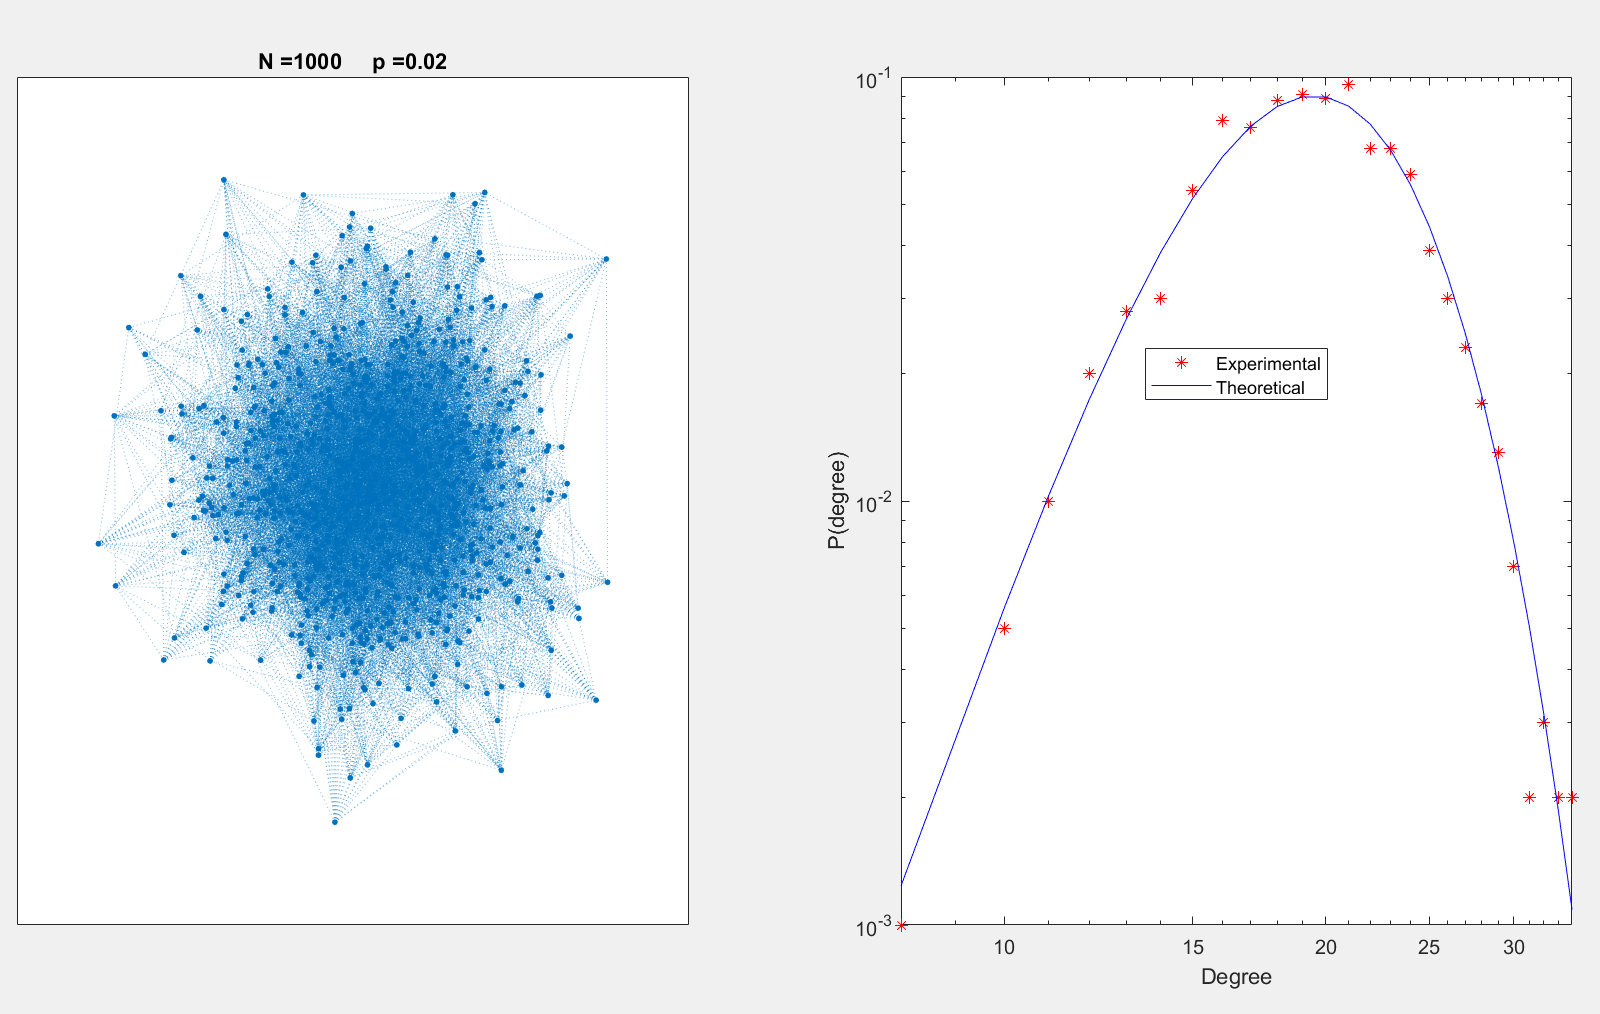 N =1000 p =0.02
10-1
10-2
10-3
P(degree)
Experimental
Theoretical
10 15 20 25 30
Degree